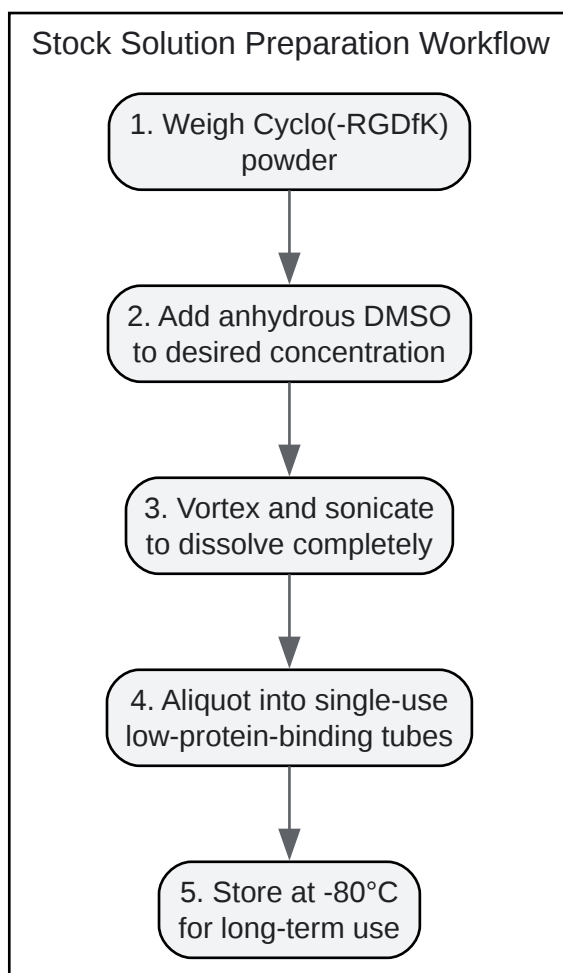 Stock Solution Preparation Workflow
1. Weigh Cyclo(-RGDfK)
powder
2. Add anhydrous DMSO
to desired concentration
3. Vortex and sonicate
to dissolve completely
4. Aliquot into single-use
low-protein-binding tubes
5. Store at -80°C
for long-term use